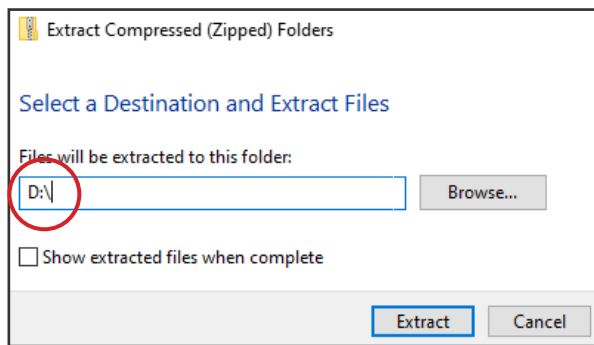 Extract Compressed (Zipped) Folders
Select a Destination and Extract Files
Files will be extracted to this folder:
D:\
Browse...
Show extracted files when complete
Extract
Cancel